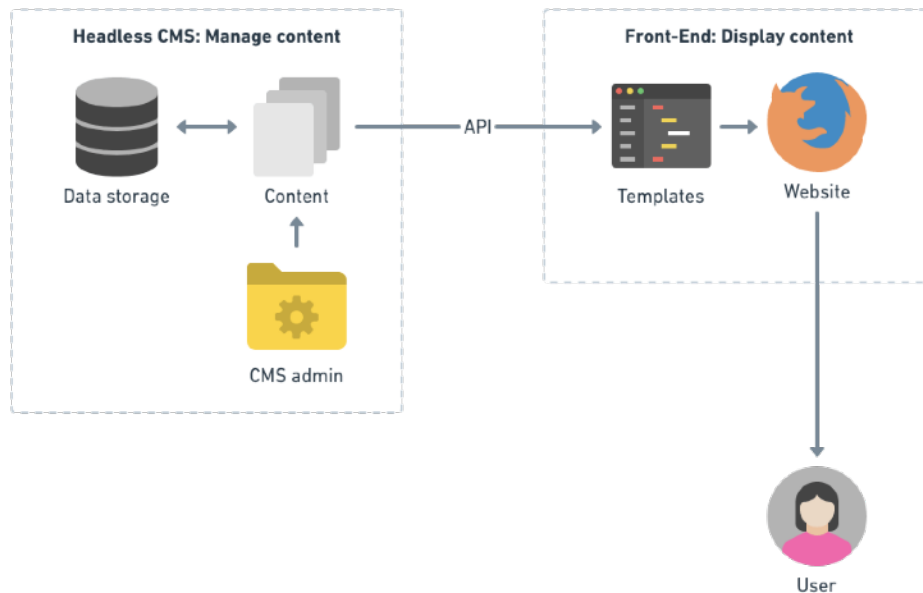 Headless CMS: Manage content
Front-End: Display content
API
Data storage
Content
Templates
Website
CMS admin
User